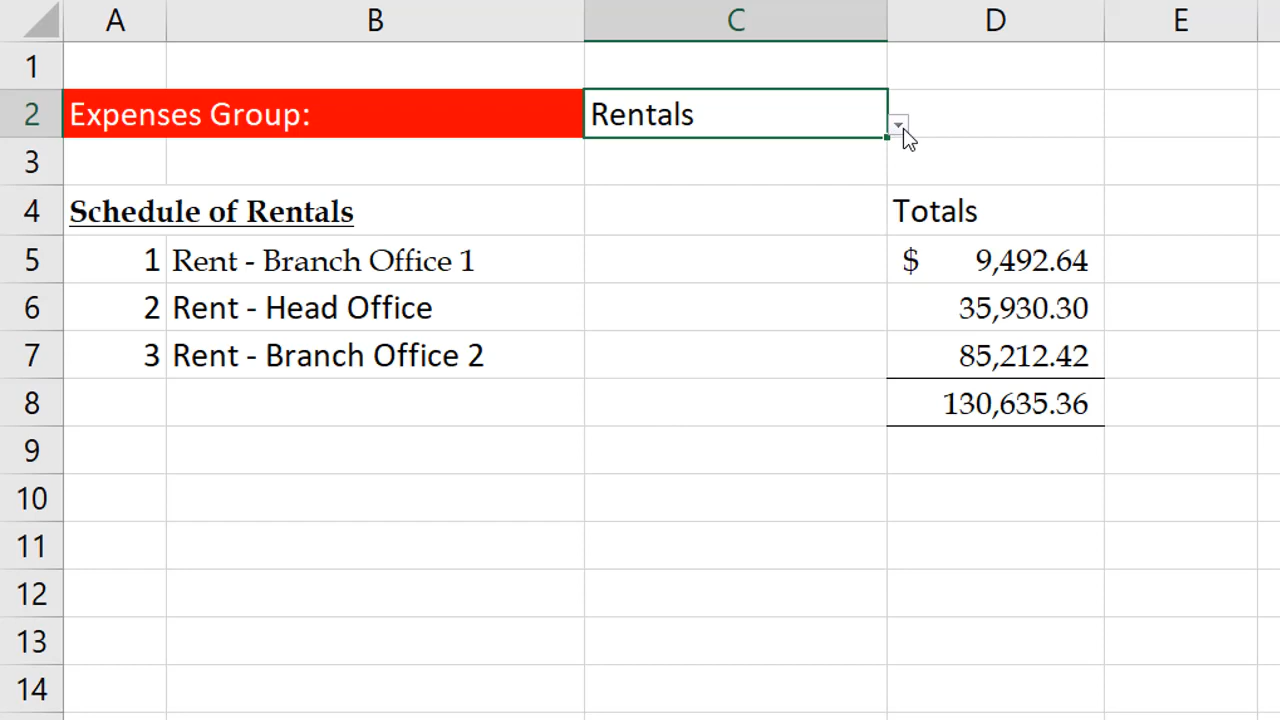 A B C D E
1
2 Expenses Group: Rentals
3
4 Schedule of Rentals Totals
5 1 Rent - Branch Office 1 $ 9,492.64
6 2 Rent - Head Office 35,930.30
7 3 Rent - Branch Office 2 85,212.42
8 130,635.36
9
10
11
12
13
14